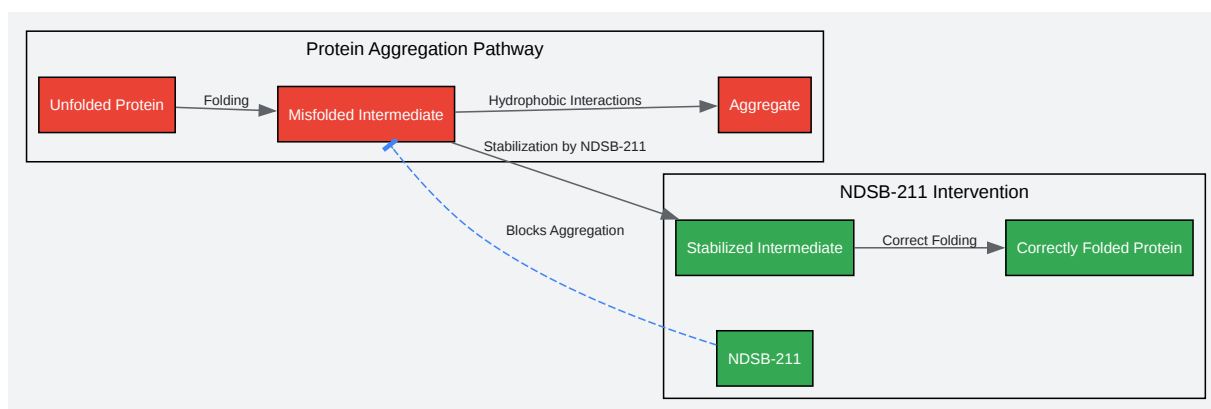 Protein Aggregation Pathway
Unfolded Protein
Folding
Misfolded Intermediate
Hydrophobic Interactions
Aggregate
Stabilization by NDSB-211
NDSB-211 Intervention
Blocks Aggregation
Stabilized Intermediate
Correct Folding
Correctly Folded Protein
NDSB-211